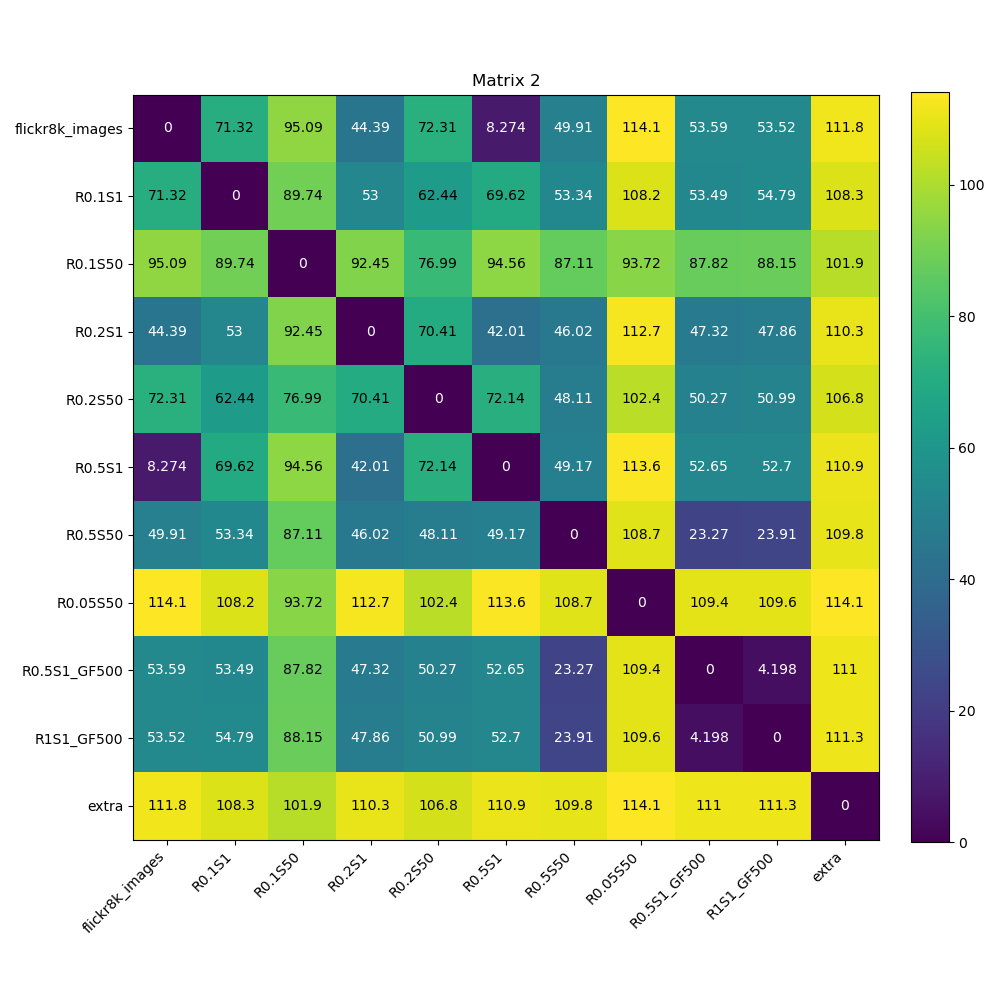 Matrix 2
flickr8k_images 0 71.32 95.09 44.39 72.31 8.274 49.91 114.1 53.59 53.52 111.8
R0.1S1 71.32 0 89.74 53 62.44 69.62 53.34 108.2 53.49 54.79 108.3
R0.1S50 95.09 89.74 0 92.45 76.99 94.56 87.11 93.72 87.82 88.15 101.9
R0.2S1 44.39 53 92.45 0 70.41 42.01 46.02 112.7 47.32 47.86 110.3
R0.2S50 72.31 62.44 76.99 70.41 0 72.14 48.11 102.4 50.27 50.99 106.8
R0.5S1 8.274 69.62 94.56 42.01 72.14 0 49.17 113.6 52.65 52.7 110.9
R0.5S50 49.91 53.34 87.11 46.02 48.11 49.17 0 108.7 23.27 23.91 109.8
R0.05S50 114.1 108.2 93.72 112.7 102.4 113.6 108.7 0 109.4 109.6 114.1
R0.5S1_GF500 53.59 53.49 87.82 47.32 50.27 52.65 23.27 109.4 0 4.198 111
R1S1_GF500 53.52 54.79 88.15 47.86 50.99 52.7 23.91 109.6 4.198 0 111.3
extra 111.8 108.3 101.9 110.3 106.8 110.9 109.8 114.1 111 111.3 0
flickr8k_images R0.1S1 R0.1S50 R0.2S1 R0.2S50 R0.5S1 R0.5S50 R0.05S50 R0.5S1_GF500 R1S1_GF500 extra
100
80
60
40
20
0